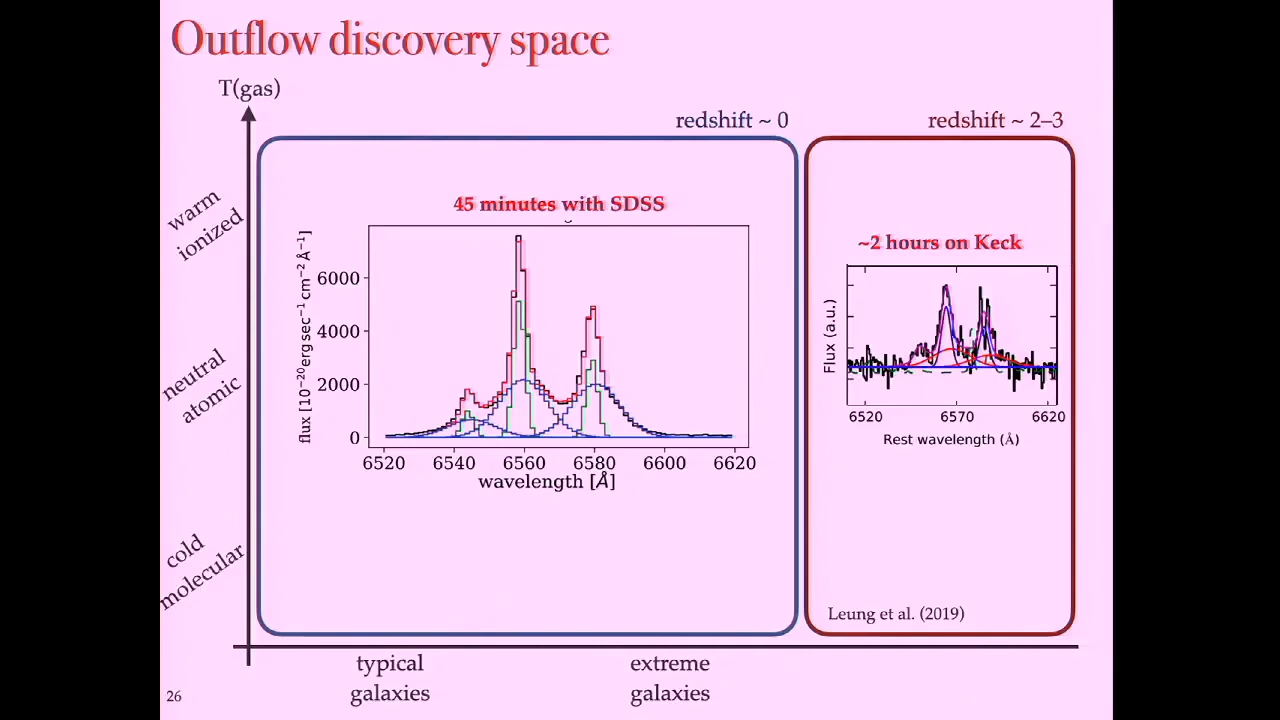 Outflow discovery space
T(gas)
redshift ~ 0
redshift ~ 2–3
warm
ionized
neutral
atomic
cold
molecular
45 minutes with SDSS
flux [10⁻²⁰ erg sec⁻¹ cm⁻² Å⁻¹]
6000
4000
2000
0
6520 6540 6560 6580 6600 6620
wavelength [Å]
~2 hours on Keck
Flux (a.u.)
6520 6570 6620
Rest wavelength (Å)
Leung et al. (2019)
typical
galaxies
extreme
galaxies
26